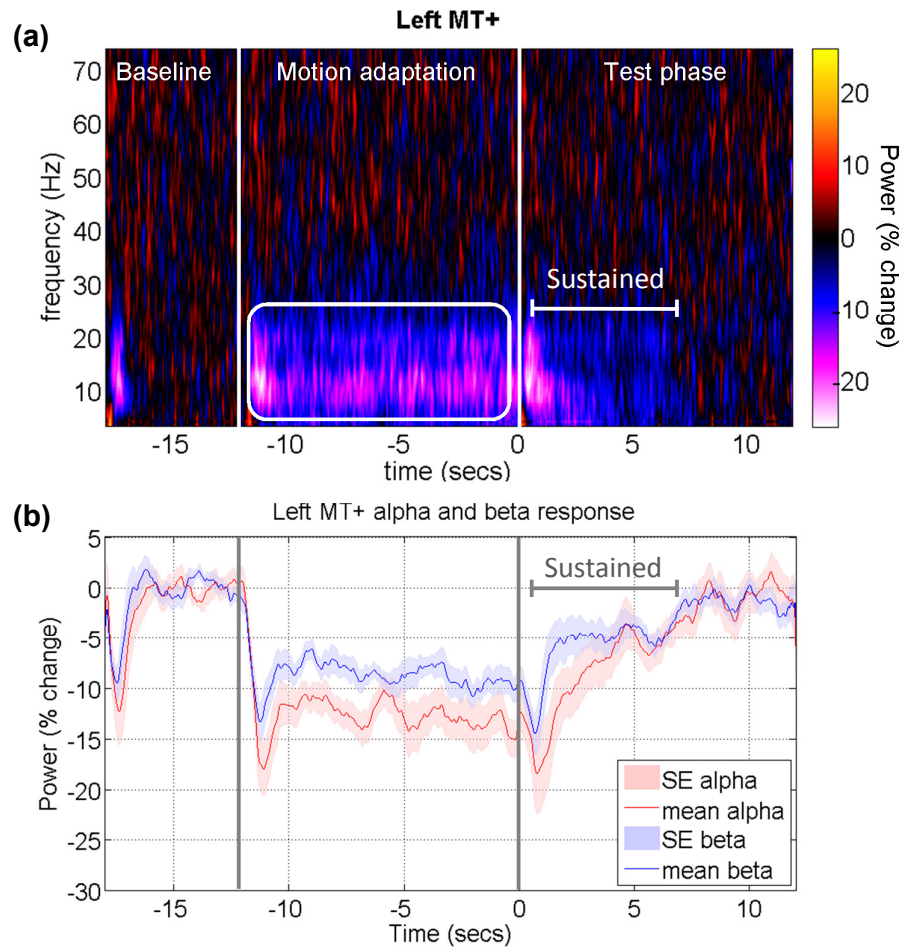 Left MT+
(a)
Baseline
Motion adaptation
Test phase
Sustained
frequency (Hz)
70
60
50
40
30
20
10
-15
-10
-5
0
5
10
time (secs)
20
10
0
10
20
Power (% change)
(b)
Left MT+ alpha and beta response
Sustained
Power (% change)
5
0
-5
-10
-15
-20
-25
-30
-15
-10
-5
0
5
10
Time (secs)
SE alpha
mean alpha
SE beta
mean beta